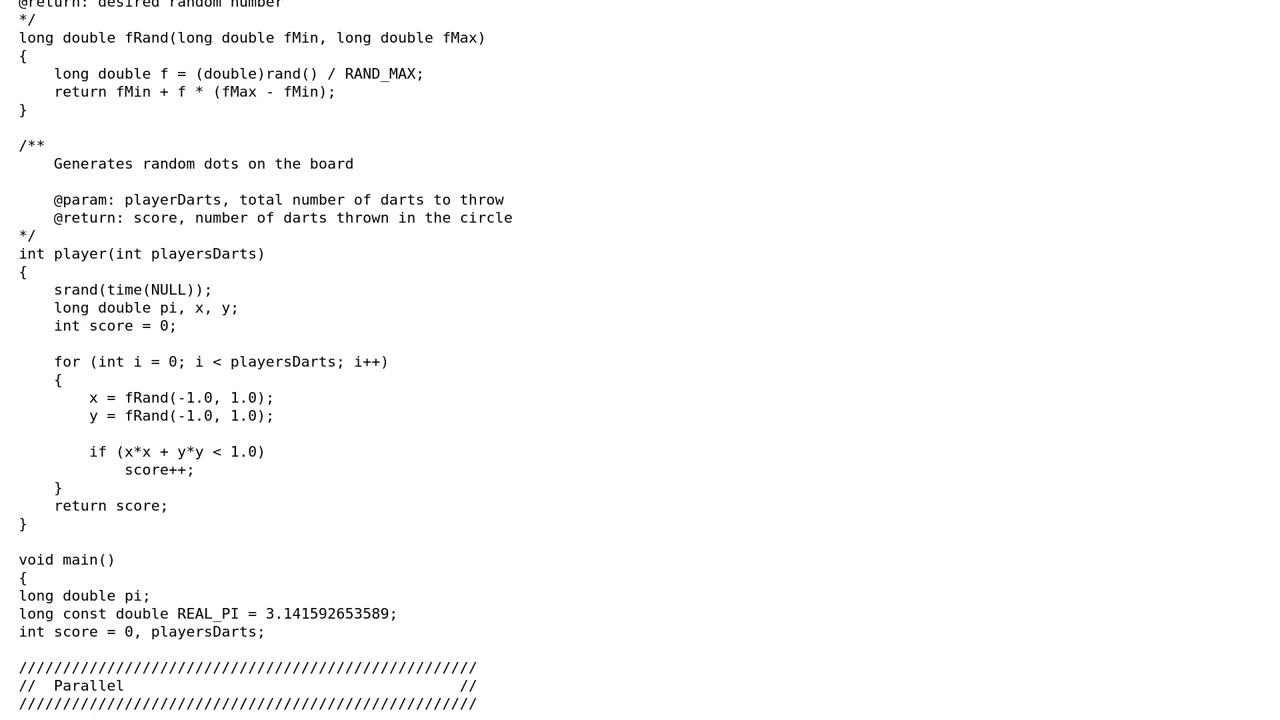 @return: desired random number
*/
long double fRand(long double fMin, long double fMax)
{
    long double f = (double)rand() / RAND_MAX;
    return fMin + f * (fMax - fMin);
}

/**
    Generates random dots on the board

    @param: playerDarts, total number of darts to throw
    @return: score, number of darts thrown in the circle
*/
int player(int playersDarts)
{
    srand(time(NULL));
    long double pi, x, y;
    int score = 0;

    for (int i = 0; i < playersDarts; i++)
    {
        x = fRand(-1.0, 1.0);
        y = fRand(-1.0, 1.0);

        if (x*x + y*y < 1.0)
            score++;
    }
    return score;
}

void main()
{
long double pi;
long const double REAL_PI = 3.141592653589;
int score = 0, playersDarts;

////////////////////////////////////////////////////
//  Parallel                                      //
////////////////////////////////////////////////////